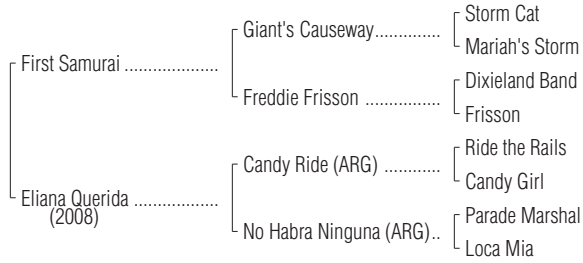 Storm Cat
Giant's Causeway..............
Mariah's Storm
First Samurai ....................
Dixieland Band
Freddie Frisson ................
Frisson
Ride the Rails
Candy Ride (ARG) ............
Candy Girl
Eliana Querida ..................
(2008)
Parade Marshal
No Habra Ninguna (ARG)..
Loca Mia